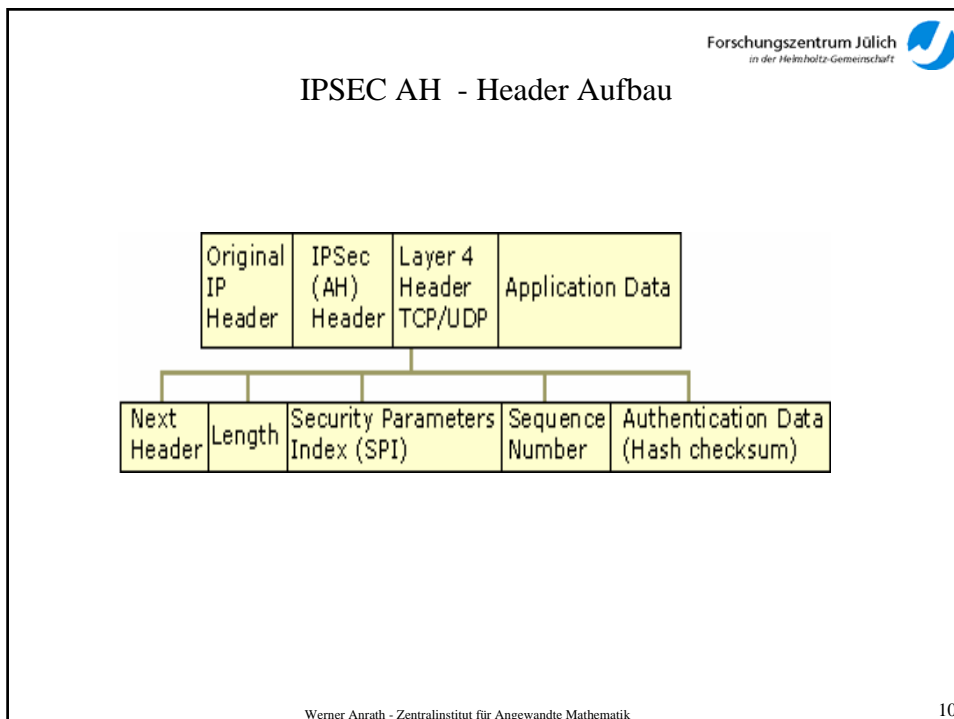 Forschungszentrum Jülich
in der Helmholtz-Gemeinschaft
IPSEC AH - Header Aufbau
Original IP Header
IPSec (AH) Header
Layer 4 Header TCP/UDP
Application Data
Next Header
Length
Security Parameters Index (SPI)
Sequence Number
Authentication Data (Hash checksum)
Werner Anrath - Zentralinstitut für Angewandte Mathematik
10